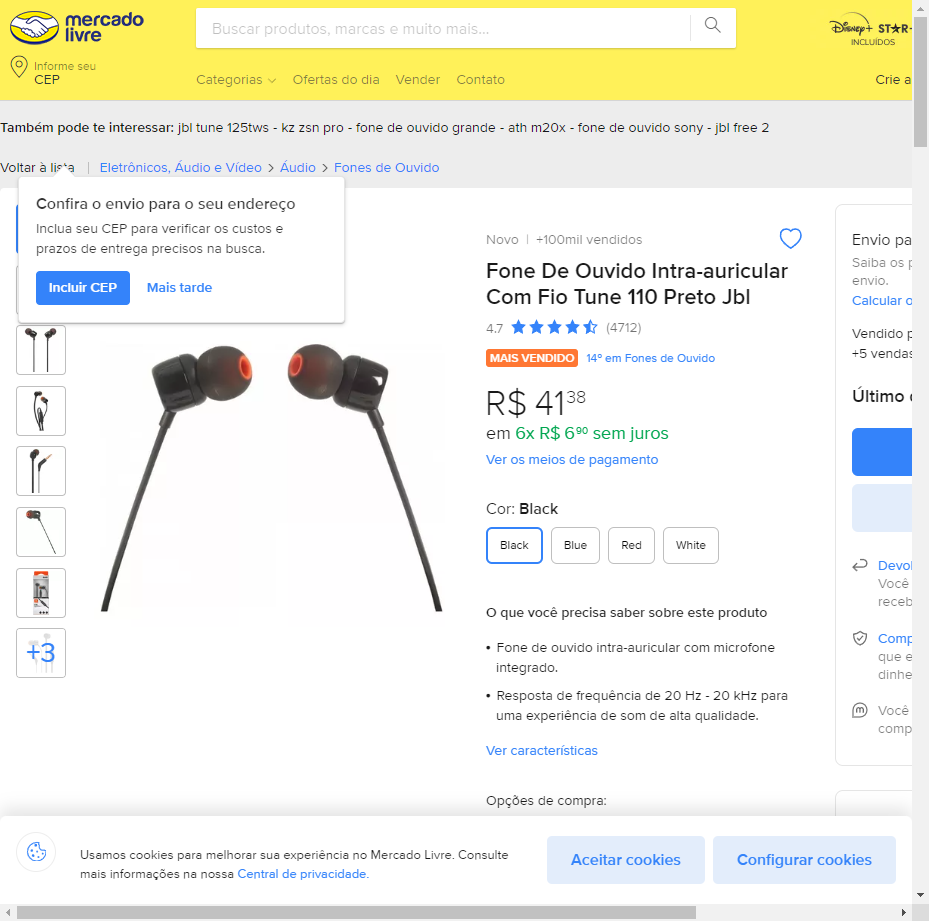 mercado
livre
Buscar produtos, marcas e muito mais...
Disney+ STAR+
INCLUÍDOS
Informe seu
CEP
Categorias
Ofertas do dia
Vender
Contato
Crie a
Também pode te interessar: jbl tune 125tws - kz zsn pro - fone de ouvido grande - ath m20x - fone de ouvido sony - jbl free 2
Voltar à lista
Eletrônicos, Áudio e Vídeo > Áudio > Fones de Ouvido
Confira o envio para o seu endereço
Inclua seu CEP para verificar os custos e
prazos de entrega precisos na busca.
Incluir CEP
Mais tarde
+3
Novo | +100mil vendidos
Fone De Ouvido Intra-auricular
Com Fio Tune 110 Preto Jbl
4.7 (4712)
MAIS VENDIDO 14º em Fones de Ouvido
R$ 41 38
em 6x R$ 6 90 sem juros
Ver os meios de pagamento
Cor: Black
Black
Blue
Red
White
O que você precisa saber sobre este produto
• Fone de ouvido intra-auricular com microfone
integrado.
• Resposta de frequência de 20 Hz - 20 kHz para
uma experiência de som de alta qualidade.
Ver características
Opções de compra:
Envio pa
Saiba os p
envio.
Calcular o
Vendido p
+5 vendas
Último
Devol
Você
receb
Comp
que e
dinhe
Você
comp
Usamos cookies para melhorar sua experiência no Mercado Livre. Consulte
mais informações na nossa Central de privacidade.
Aceitar cookies
Configurar cookies